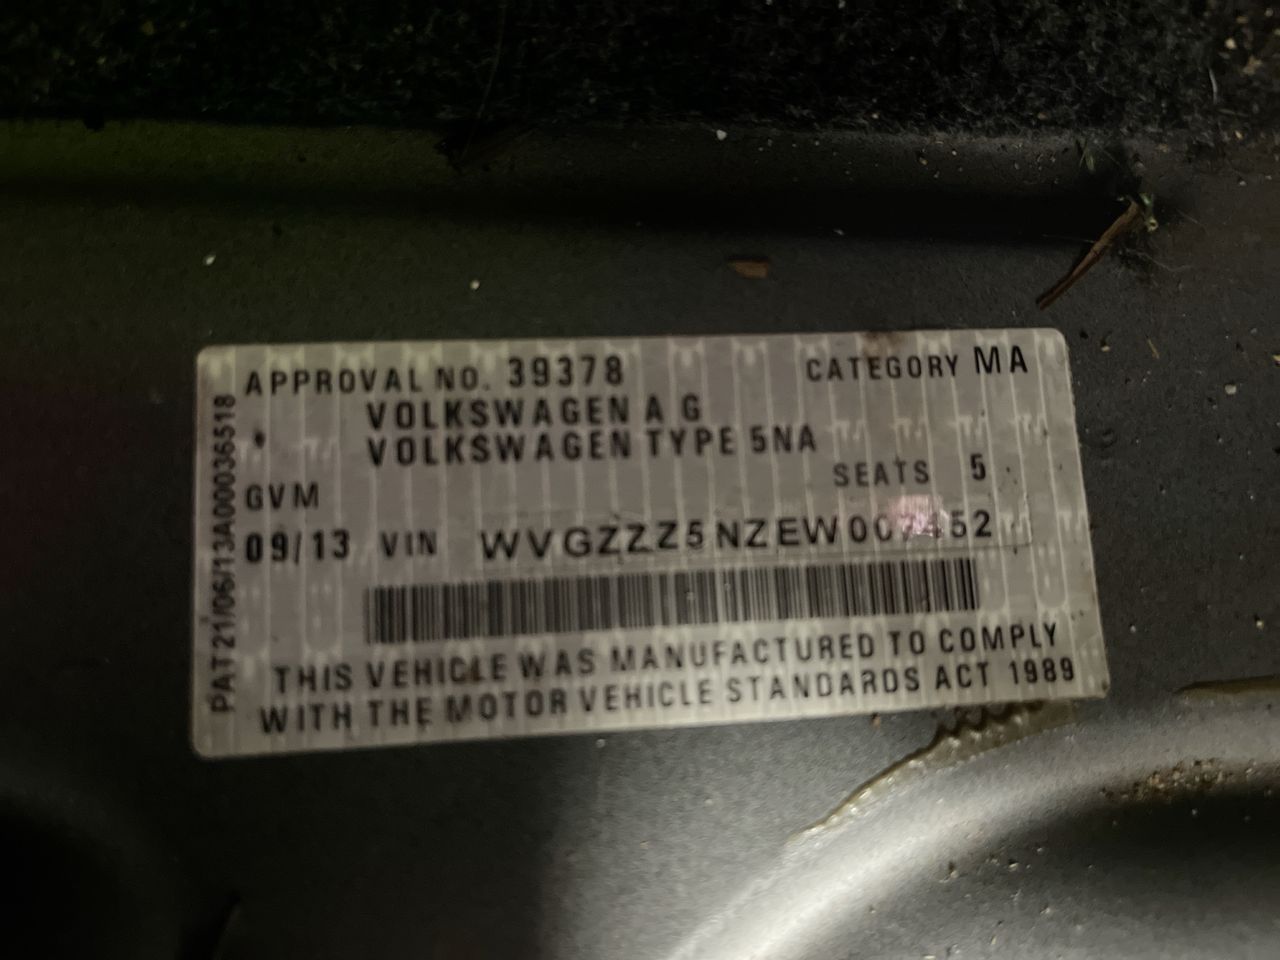 APPROVAL NO. 39378 CATEGORY MA
VOLKSWAGEN A G
VOLKSWAGEN TYPE 5NA
SEATS 5
GVM
09/13 VIN
THIS VEHICLE WAS MANUFACTURED TO COMPLY
WITH THE MOTOR VEHICLE STANDARDS ACT 1989
PAT21/06/13A00036518